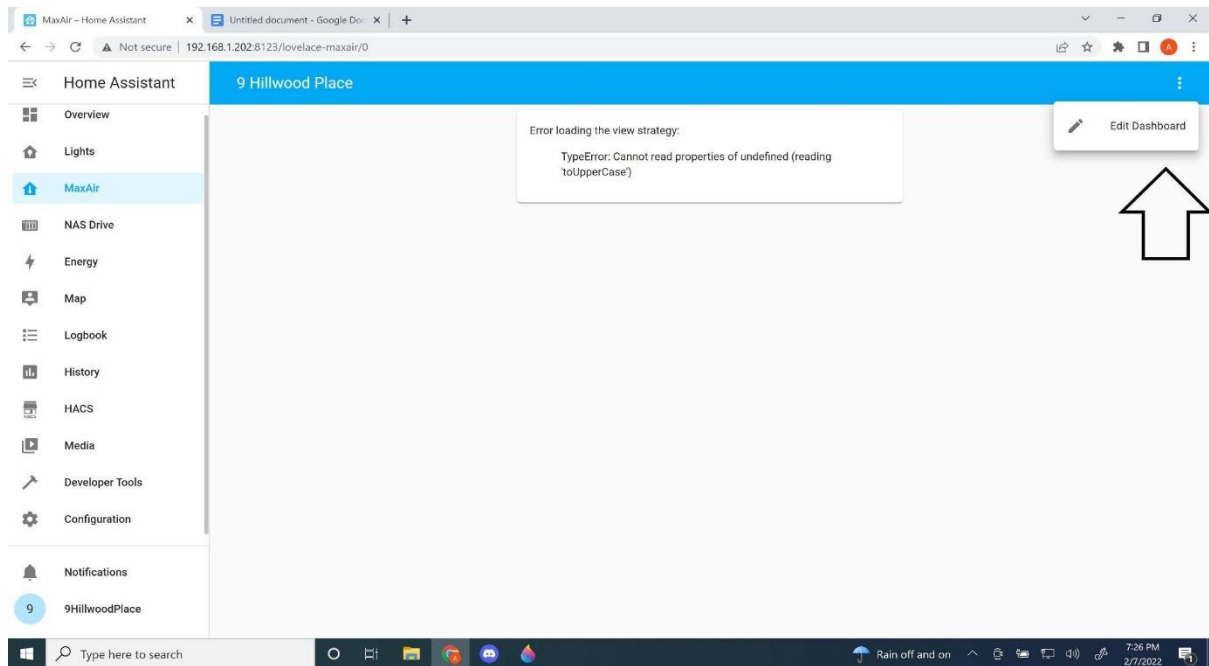 MaxAir – Home Assistant
Untitled document - Google Doc
Not secure | 192.168.1.202:8123/lovelace-maxair/0
A
Home Assistant
9 Hillwood Place
Edit Dashboard
Overview
Lights
MaxAir
NAS Drive
Energy
Map
Logbook
History
HACS
HACS
Media
Developer Tools
Configuration
Notifications
9
9HillwoodPlace
Error loading the view strategy:
TypeError: Cannot read properties of undefined (reading
'toUpperCase')
Type here to search
Rain off and on
7:26 PM
2/7/2022